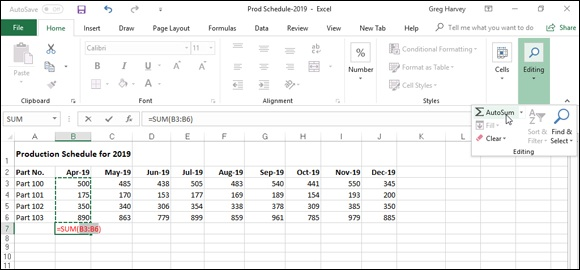 AutoSave Prod Schedule-2019 - Excel Greg Harvey
File Home Insert Draw Page Layout Formulas Data Review View Tell me what you want to do Share
Paste Calibri 11 A A Number Conditional Formatting Cells Editing
B I U Format as Table
Cell Styles
Clipboard Font Alignment Styles
SUM fx =SUM(B3:B6) AutoSum
Fill Sort & Filter Find & Select
Clear
Editing
A B C D E F G H I J K L
1 Production Schedule for 2019
2 Part No. Apr-19 May-19 Jun-19 Jul-19 Aug-19 Sep-19 Oct-19 Nov-19 Dec-19
3 Part 100 500 485 438 505 483 540 441 550 345
4 Part 101 175 170 153 177 169 189 154 193 200
5 Part 102 350 340 306 354 338 378 309 385 350
6 Part 103 890 863 779 899 859 961 785 979 885
7 =SUM(B3:B6)
8
9
10
11